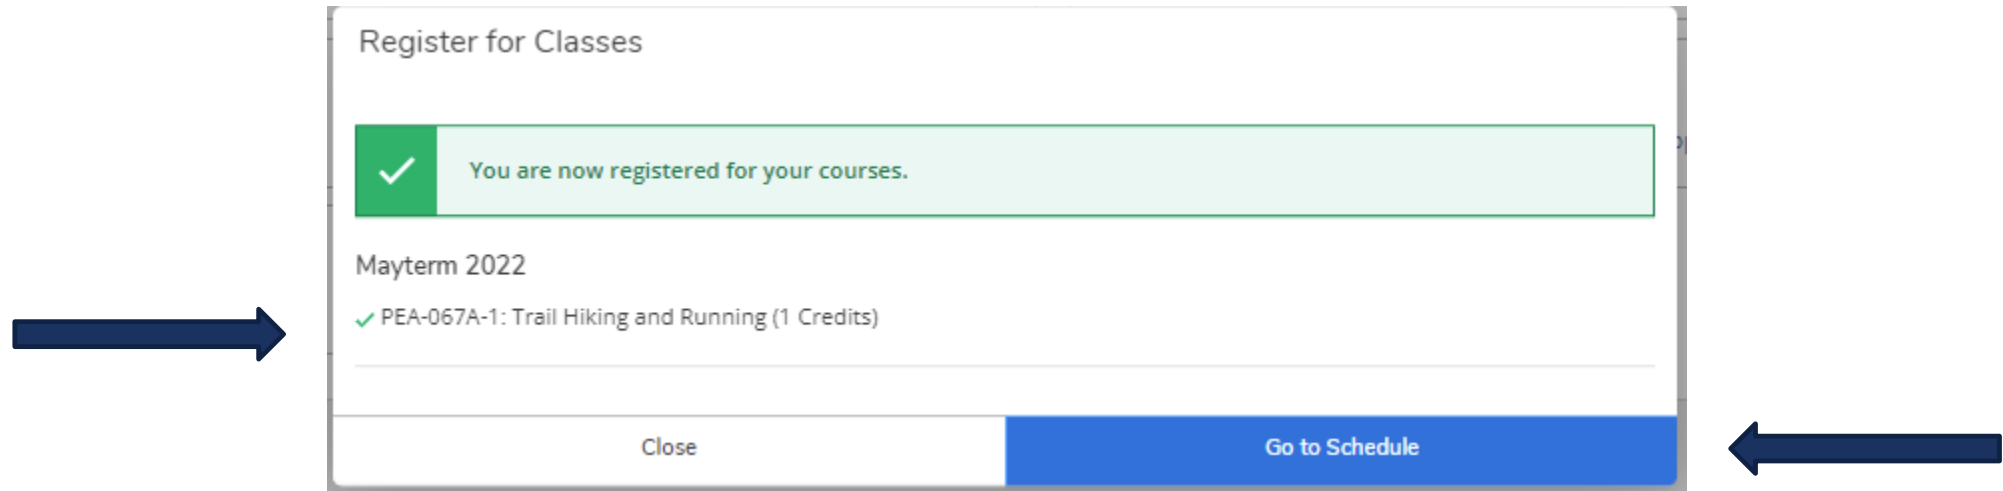 Register for Classes
You are now registered for your courses.
Mayterm 2022
PEA-067A-1: Trail Hiking and Running (1 Credits)
Close
Go to Schedule